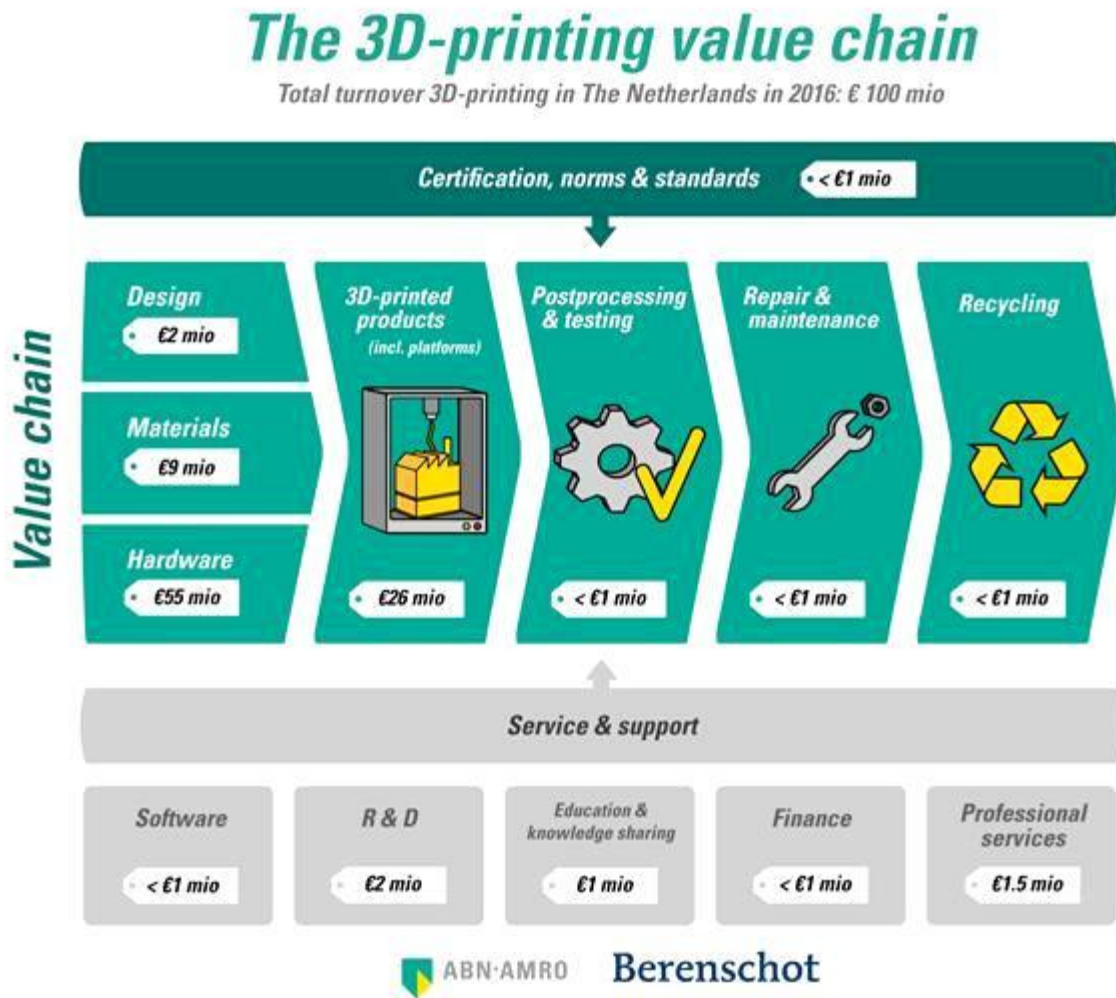 The 3D-printing value chain
Total turnover 3D-printing in The Netherlands in 2016: € 100 mio
Certification, norms & standards
< €1 mio
Value chain
Design
€2 mio
Materials
€9 mio
Hardware
€55 mio
3D-printed
products
(incl. platforms)
€26 mio
Postprocessing
& testing
< €1 mio
Repair &
maintenance
< €1 mio
Recycling
< €1 mio
Service & support
Software
< €1 mio
R & D
€2 mio
Education &
knowledge sharing
€1 mio
Finance
< €1 mio
Professional
services
€1.5 mio
ABN·AMRO
Berenschot